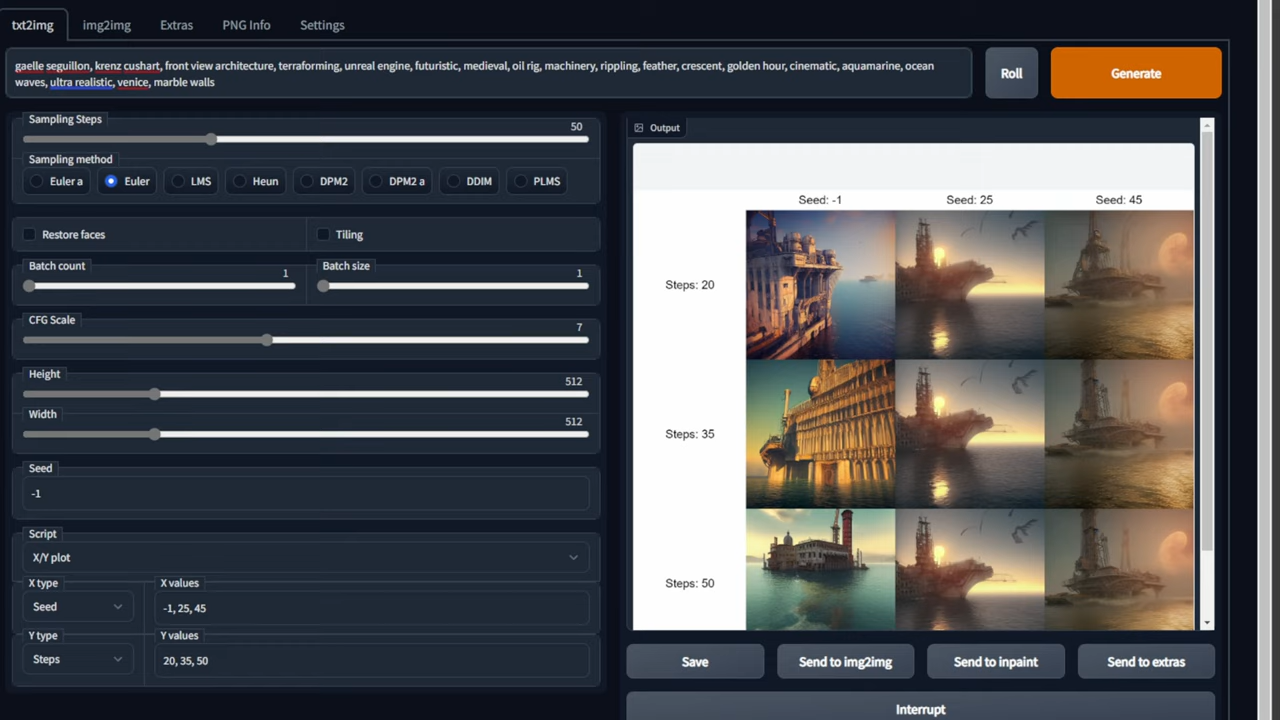 txt2img img2img Extras PNG Info Settings
gaelle seguillon, krenz cushart, front view architecture, terraforming, unreal engine, futuristic, medieval, oil rig, machinery, rippling, feather, crescent, golden hour, cinematic, aquamarine, ocean
waves, ultra realistic, venice, marble walls
Roll
Generate
Sampling Steps
50
Sampling method
Euler a Euler LMS Heun DPM2 DPM2 a DDIM PLMS
Restore faces
Tiling
Batch count
1
Batch size
1
CFG Scale
7
Height
512
Width
512
Seed
-1
Script
X/Y plot
X type
Seed
X values
-1, 25, 45
Y type
Steps
Y values
20, 35, 50
Output
Seed: -1 Seed: 25 Seed: 45
Steps: 20
Steps: 35
Steps: 50
Save Send to img2img Send to inpaint Send to extras
Interrupt